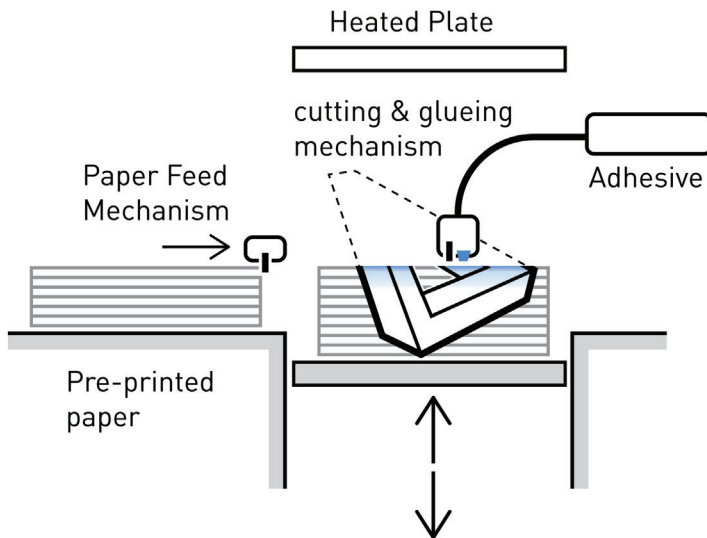 Heated Plate
cutting & glueing
mechanism
Adhesive
Paper Feed
Mechanism
Pre-printed
paper